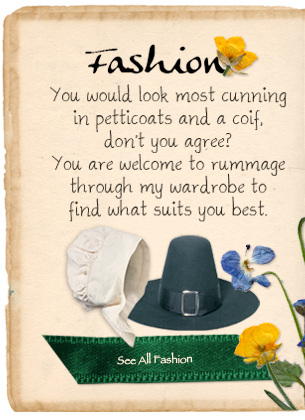 Fashion
You would look most cunning
in petticoats and a coif,
don't you agree?
You are welcome to rummage
through my wardrobe to
find what suits you best.
See All Fashion